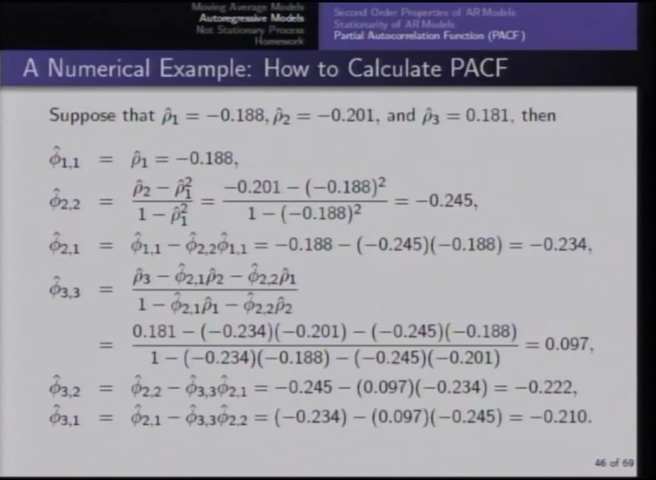 Moving Average Models
Autoregressive Models
Not Stationary Process
Homework
Second Order Properties of AR Models
Stationarity of AR Models
Partial Autocorrelation Function (PACF)
A Numerical Example: How to Calculate PACF
Suppose that ρ̂₁ = −0.188, ρ̂₂ = −0.201, and ρ̂₃ = 0.181, then
φ̂₁,₁ = ρ̂₁ = −0.188,
φ̂₂,₂ = (ρ̂₂ − ρ̂₁²)/(1 − ρ̂₁²) = (−0.201 − (−0.188)²)/(1 − (−0.188)²) = −0.245,
φ̂₂,₁ = φ̂₁,₁ − φ̂₂,₂φ̂₁,₁ = −0.188 − (−0.245)(−0.188) = −0.234,
φ̂₃,₃ = (ρ̂₃ − φ̂₂,₁ρ̂₂ − φ̂₂,₂ρ̂₁)/(1 − φ̂₂,₁ρ̂₁ − φ̂₂,₂ρ̂₂)
= (0.181 − (−0.234)(−0.201) − (−0.245)(−0.188))/(1 − (−0.234)(−0.188) − (−0.245)(−0.201)) = 0.097,
φ̂₃,₂ = φ̂₂,₂ − φ̂₃,₃φ̂₂,₁ = −0.245 − (0.097)(−0.234) = −0.222,
φ̂₃,₁ = φ̂₂,₁ − φ̂₃,₃φ̂₂,₂ = (−0.234) − (0.097)(−0.245) = −0.210.
46 of 69